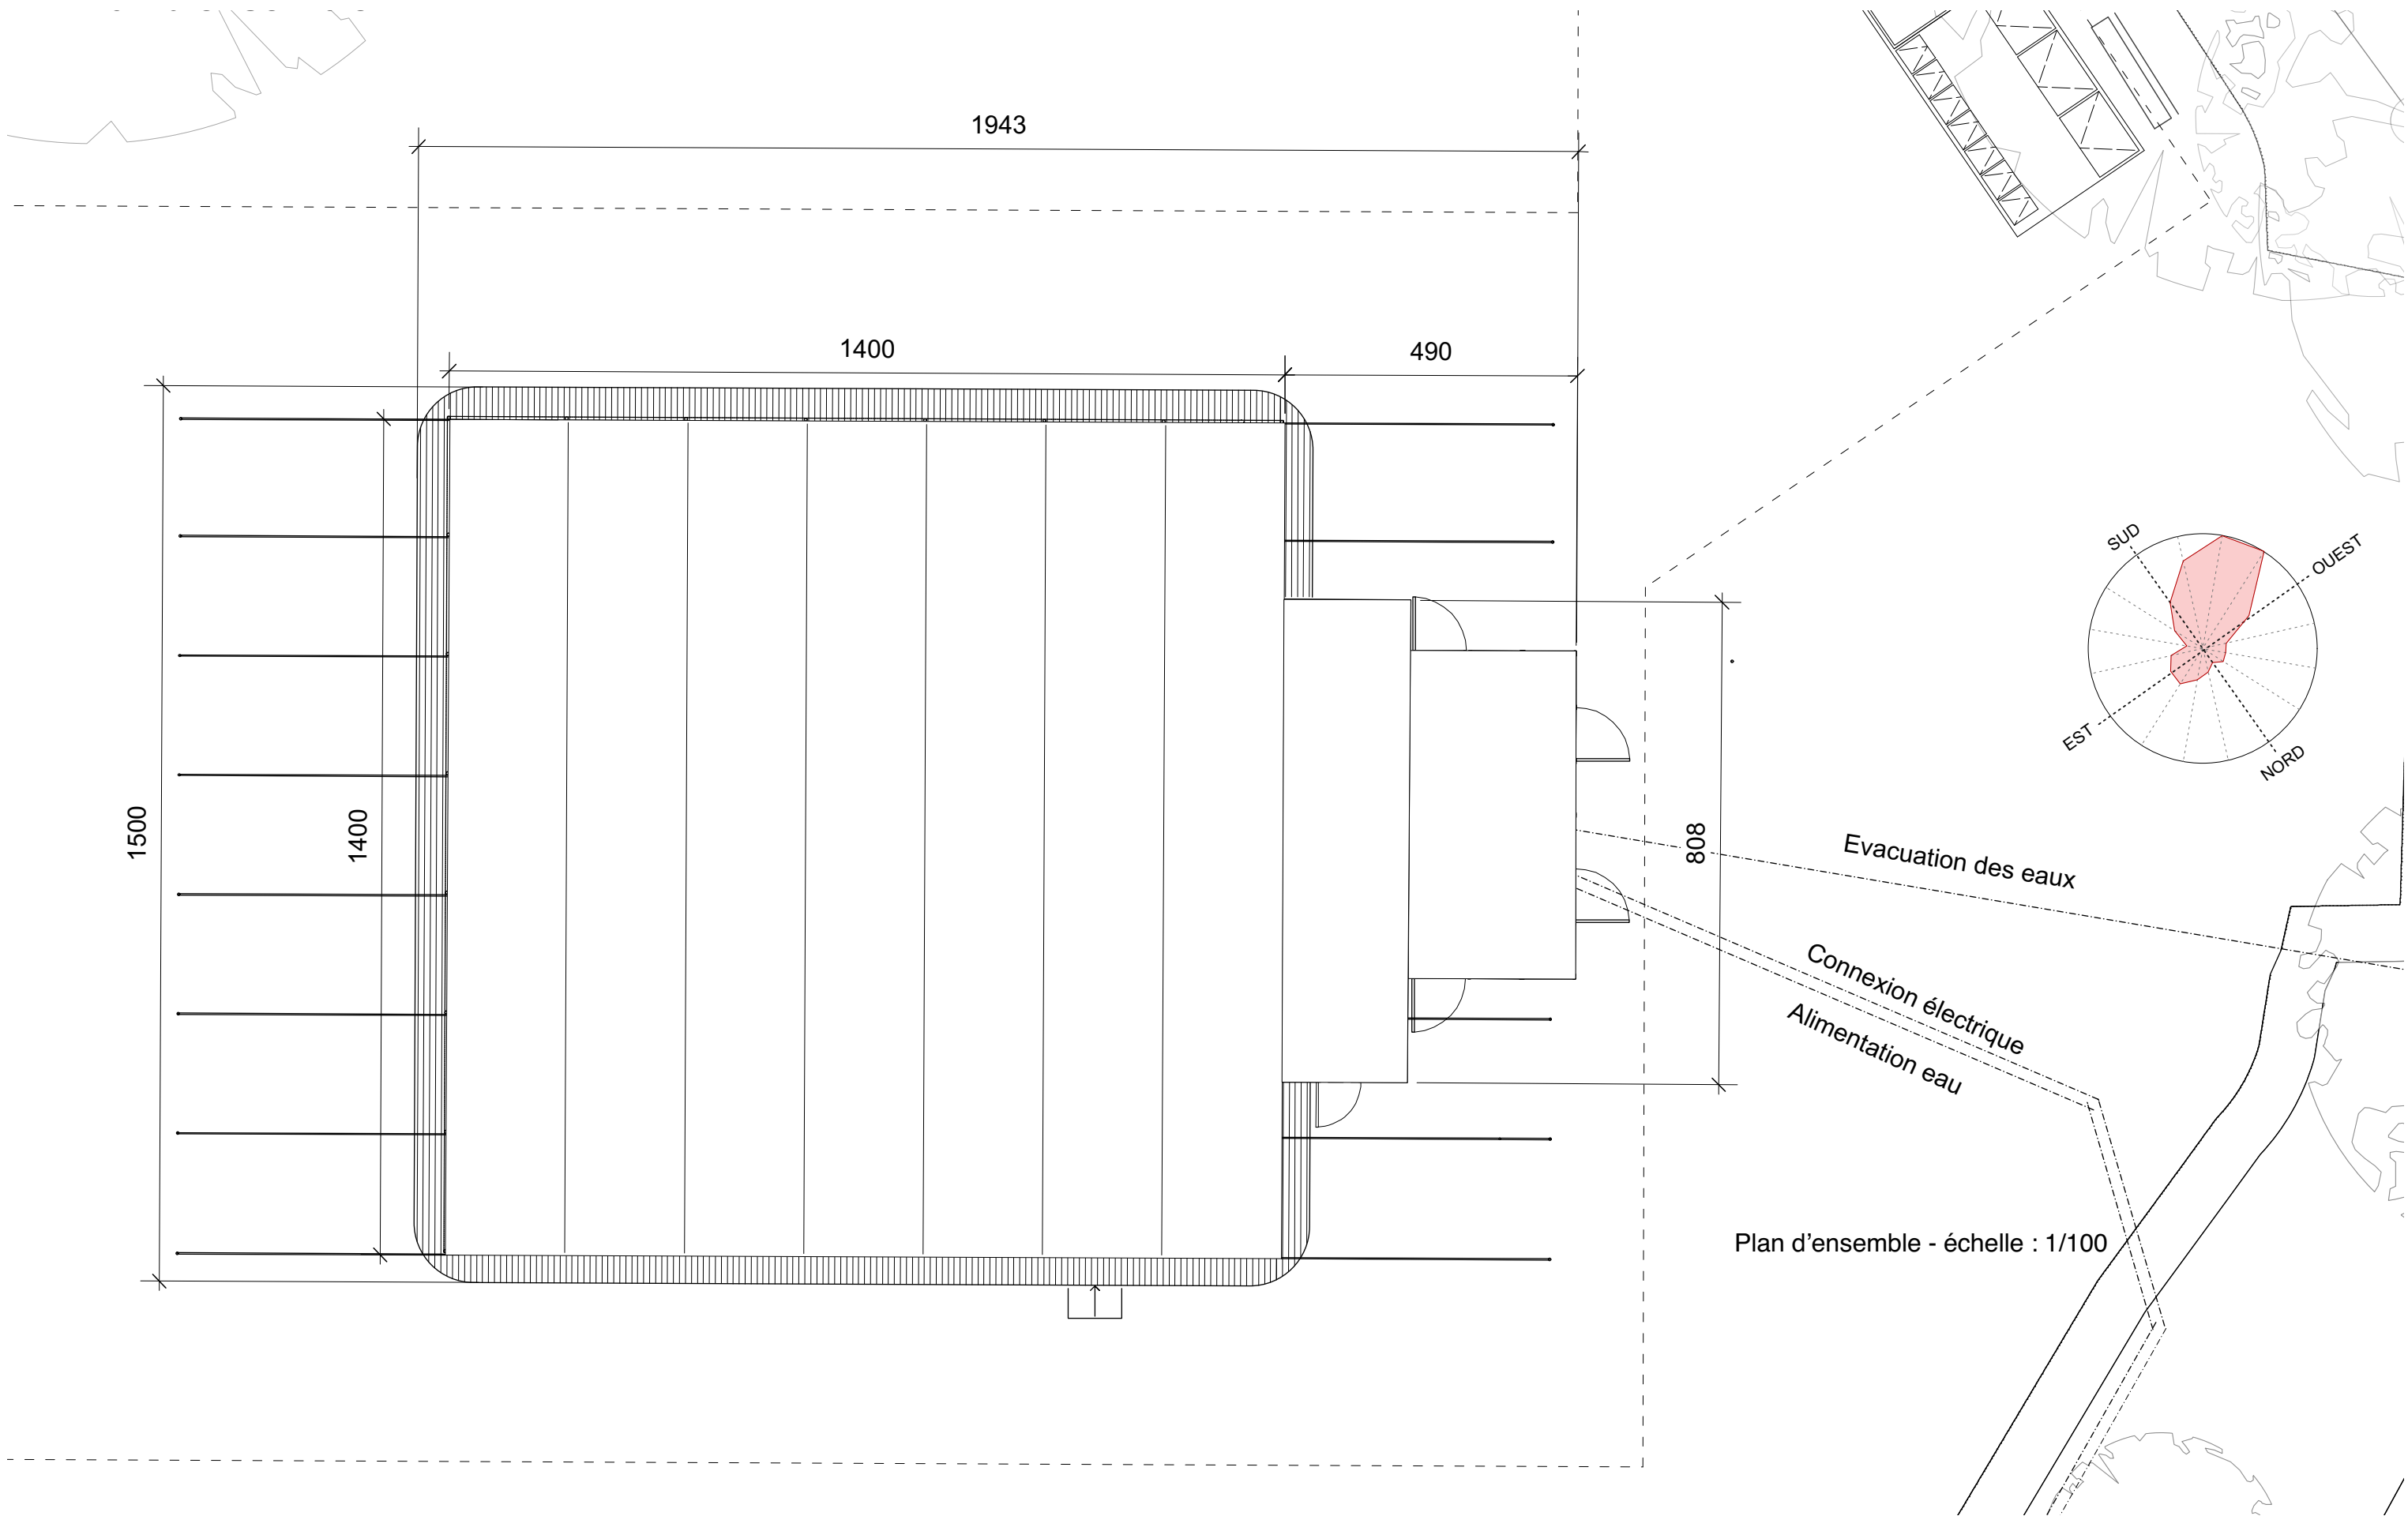 1943
1400
490
1500
1400
808
SUD
OUEST
EST
NORD
Evacuation des eaux
Connexion électrique
Alimentation eau
Plan d'ensemble - échelle : 1/100